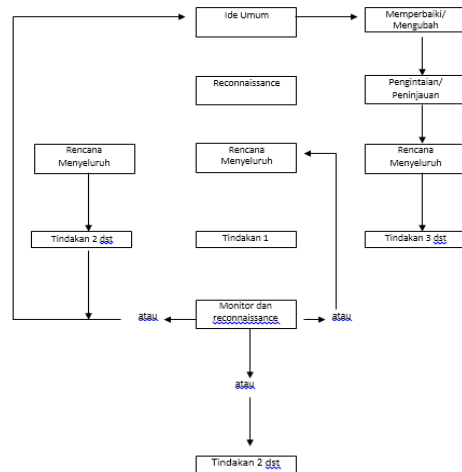 Ide Umum
Memperbaiki/
Mengubah
Reconnaissance
Pengintaian/
Peninjauan
Rencana
Menyeluruh
Rencana
Menyeluruh
Rencana
Menyeluruh
Tindakan 2 dst
Tindakan 1
Tindakan 3 dst
atau
Monitor dan
reconnaissance
atau
atau
Tindakan 2 dst